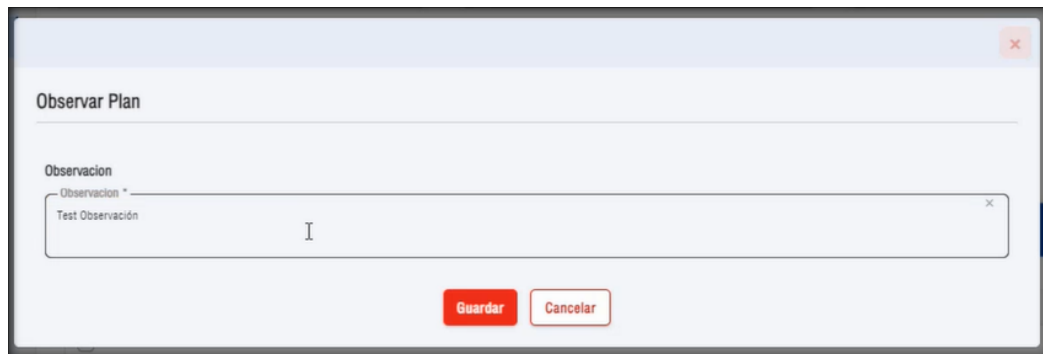 Observar Plan
Observacion
Observacion *
Test Observación
Guardar
Cancelar